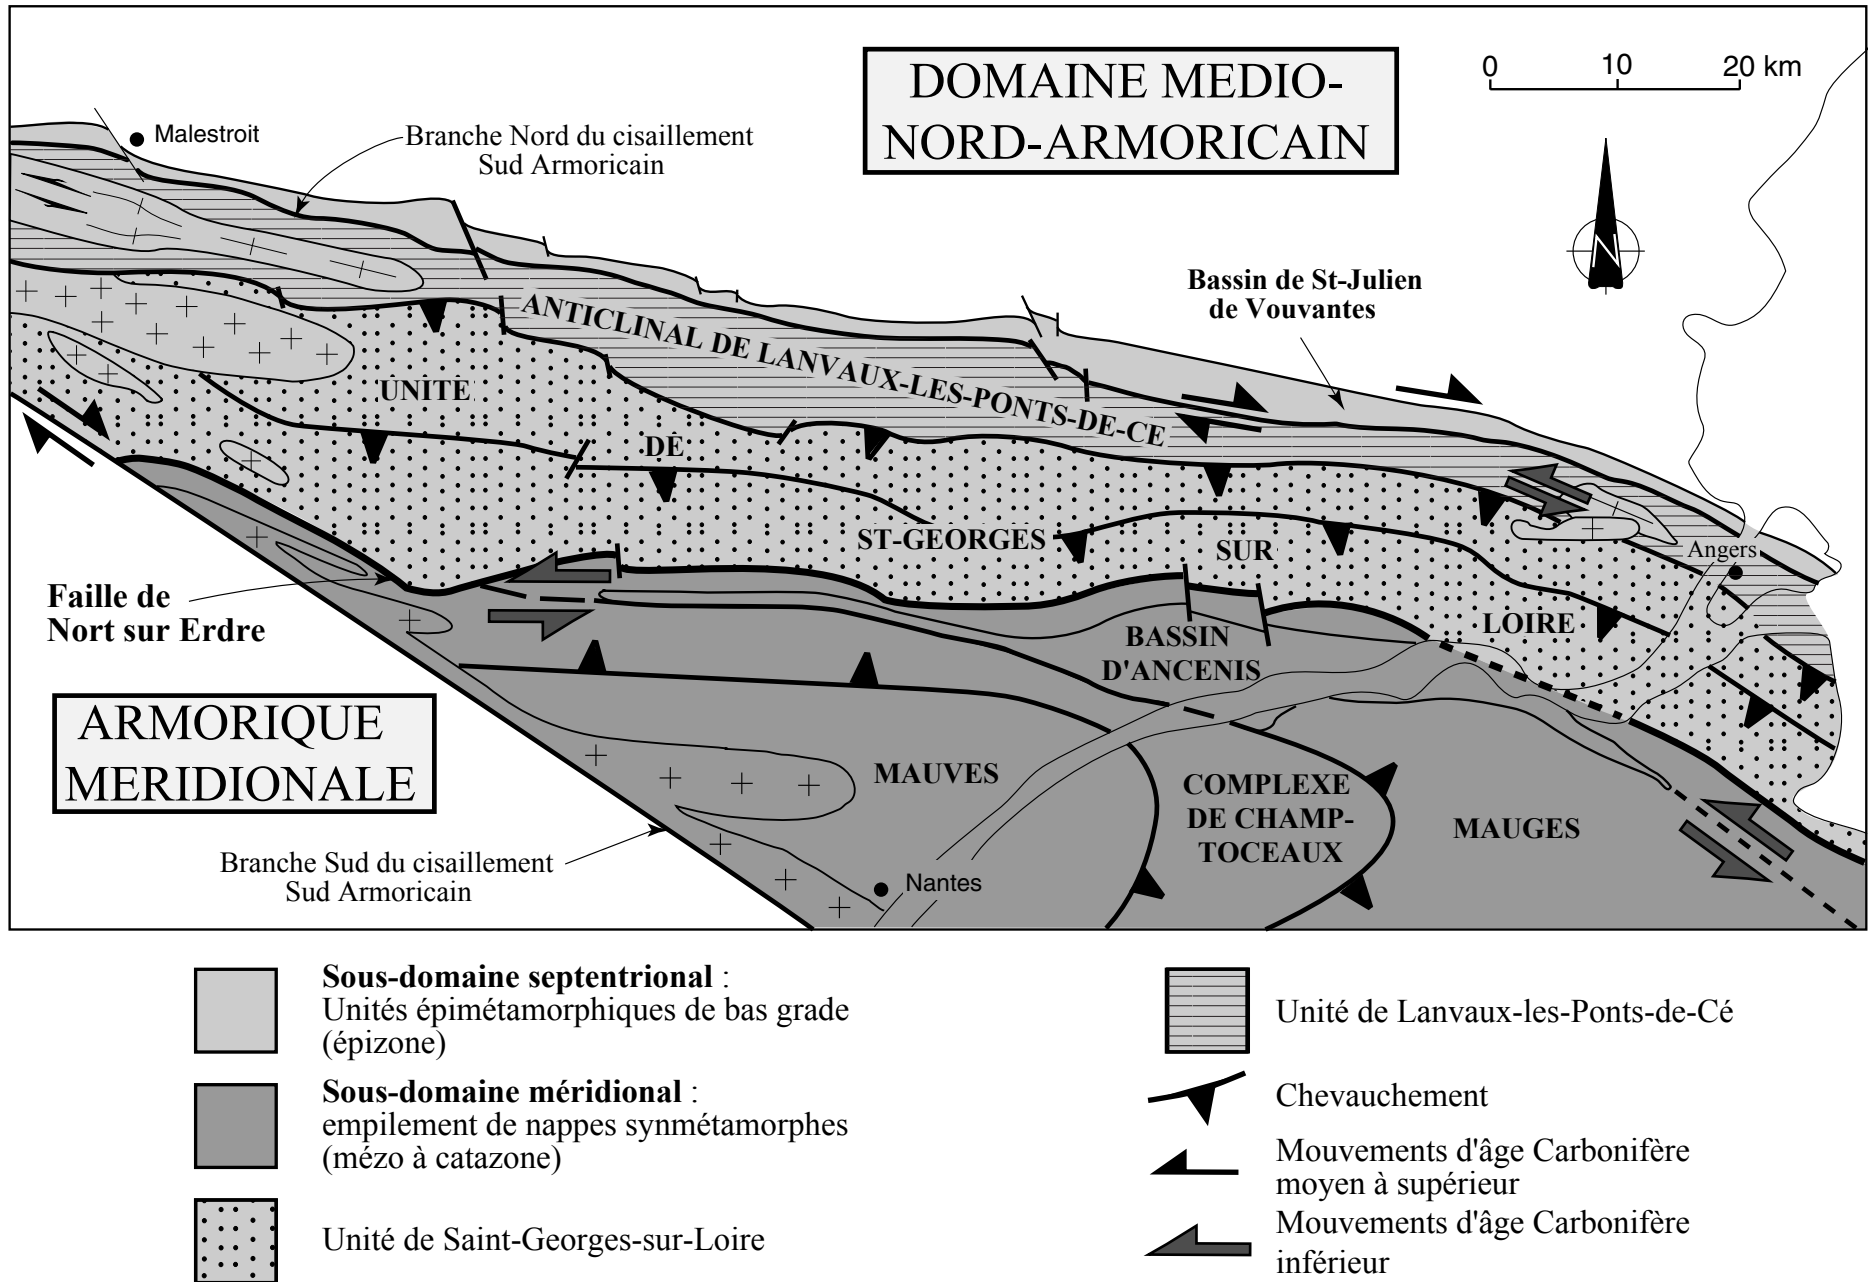 DOMAINE MEDIO-
NORD-ARMORICAIN
0 10 20 km
Malestroit
Branche Nord du cisaillement
Sud Armoricain
N
Bassin de St-Julien
de Vouvantes
ANTICLINAL DE LANVAUX-LES-PONTS-DE-CE
UNITE
DE
ST-GEORGES
SUR
LOIRE
Angers
Faille de
Nort sur Erdre
BASSIN
D'ANCENIS
ARMORIQUE
MERIDIONALE
MAUVES
COMPLEXE
DE CHAMP-
TOCEAUX
MAUGES
Branche Sud du cisaillement
Sud Armoricain
Nantes
Sous-domaine septentrional :
Unités épimétamorphiques de bas grade
(épizone)
Sous-domaine méridional :
empilement de nappes synmétamorphes
(mézo à catazone)
Unité de Saint-Georges-sur-Loire
Unité de Lanvaux-les-Ponts-de-Cé
Chevauchement
Mouvements d'âge Carbonifère
moyen à supérieur
Mouvements d'âge Carbonifère
inférieur